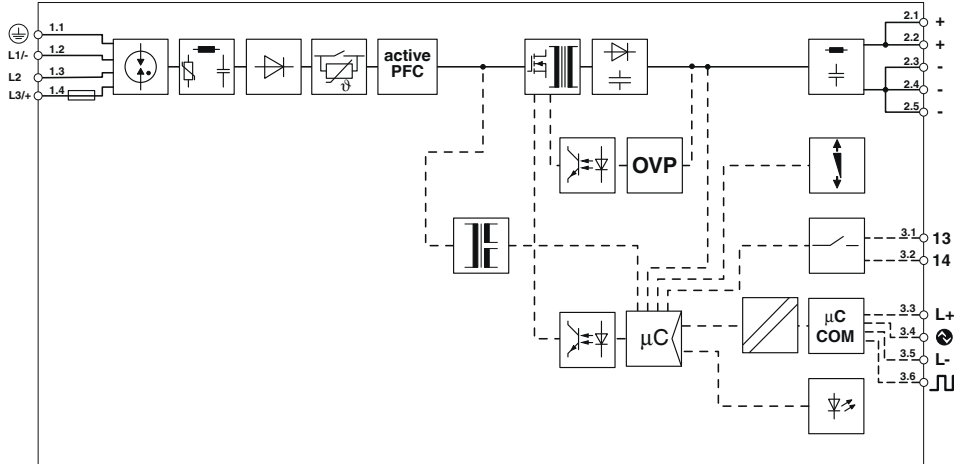 1.1
L1/- 1.2
L2 1.3
L3/+ 1.4
active
PFC
ϑ
2.1 +
2.2 +
2.3 -
2.4 -
2.5 -
OVP
3.1 13
3.2 14
µC
µC
COM
3.3 L+
3.4
3.5 L-
3.6